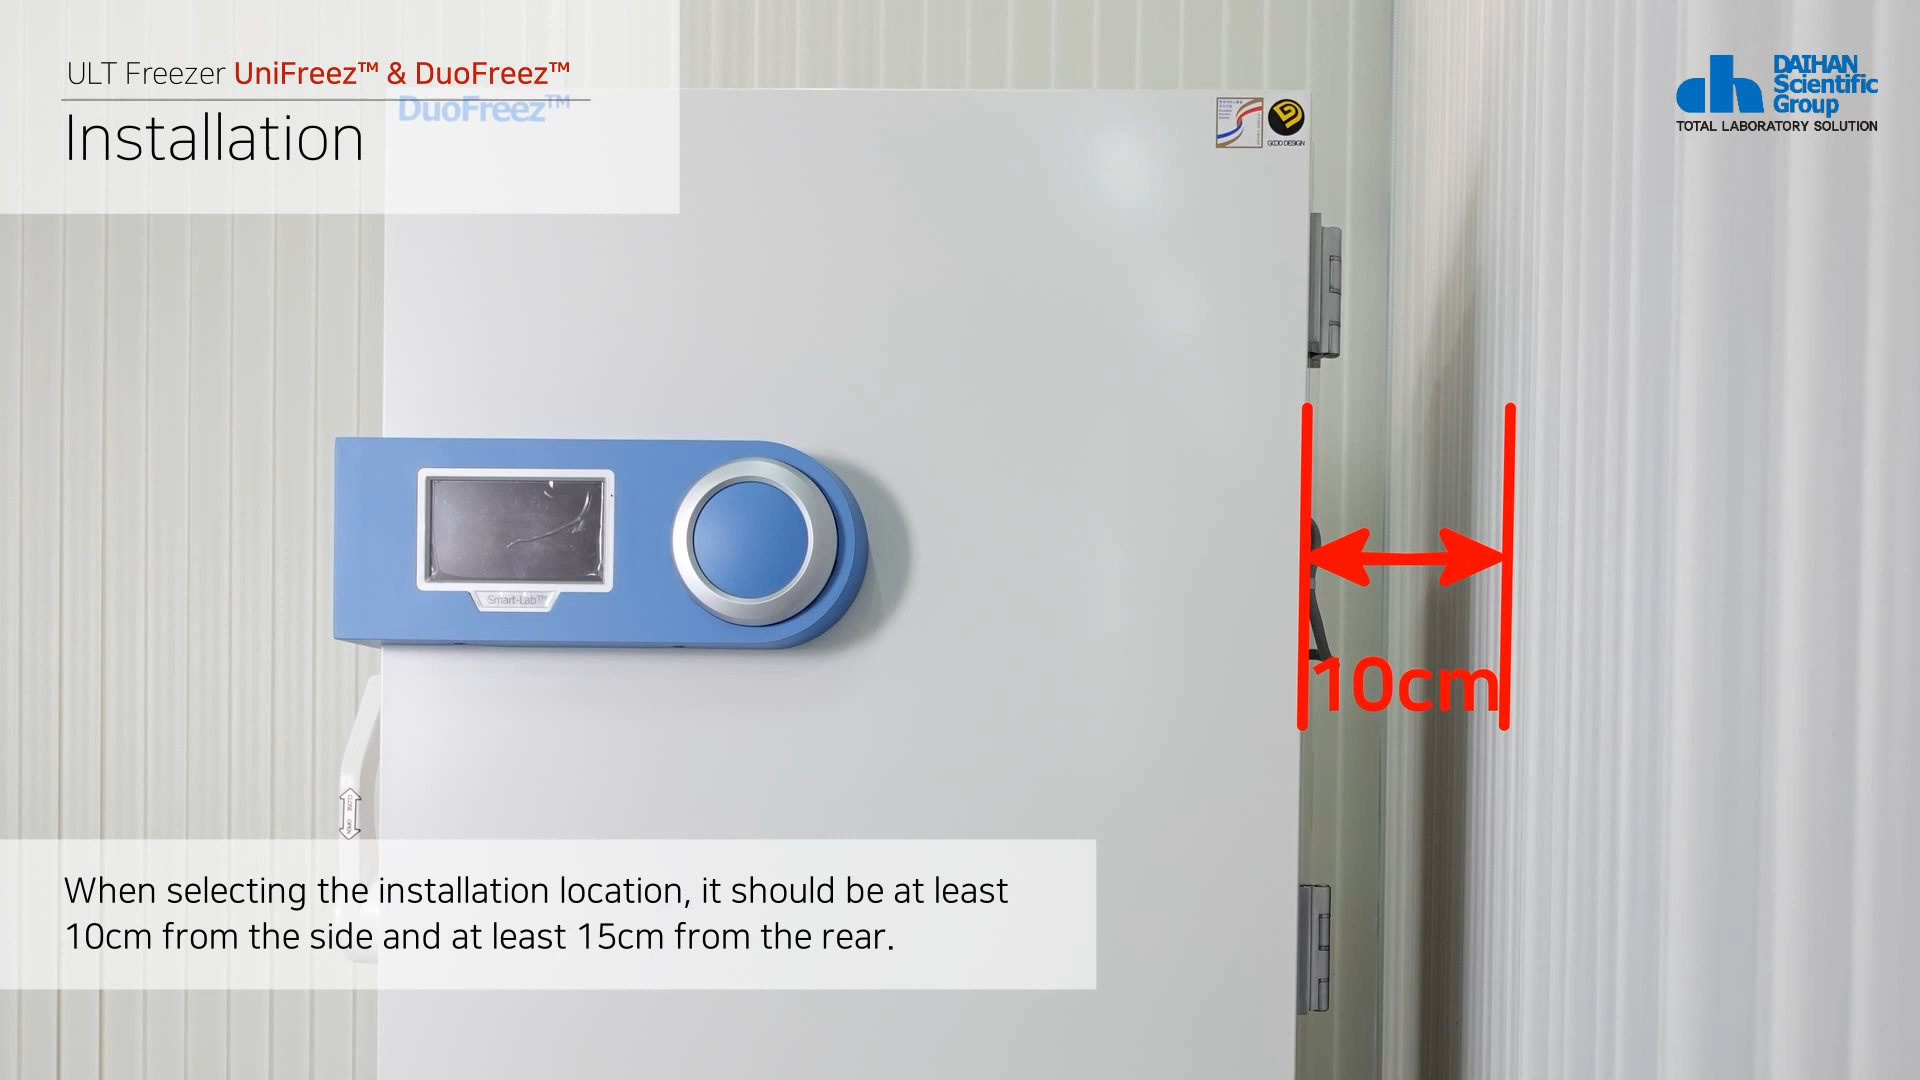 ULT Freezer UniFreez™ & DuoFreez™
Installation
DuoFreez™
GOOD DESIGN
DAIHAN
Scientific
Group
TOTAL LABORATORY SOLUTION
Smart-Lab™
10cm
CLOSE OPEN
When selecting the installation location, it should be at least
10cm from the side and at least 15cm from the rear.